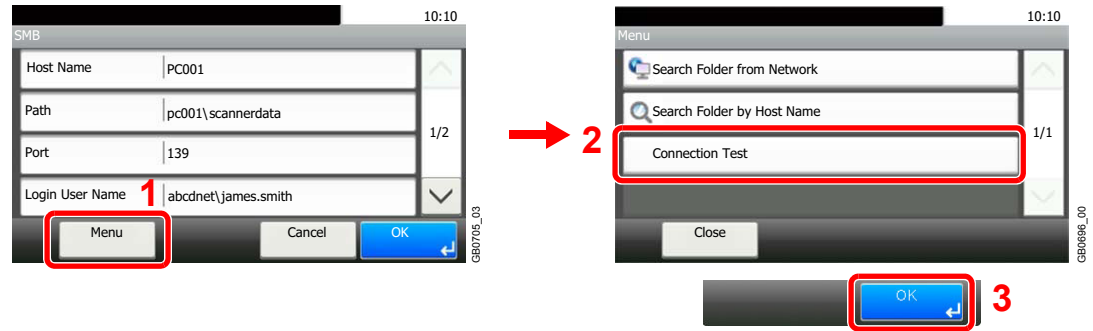 10:10
SMB
Host Name PC001
Path pc001\scannerdata
1/2
Port 139
Login User Name 1 abcdnet\james.smith
Menu Cancel OK
GB0705_03
10:10
Menu
Search Folder from Network
Search Folder by Host Name
1/1
2 Connection Test
Close
GB0696_00
OK 3